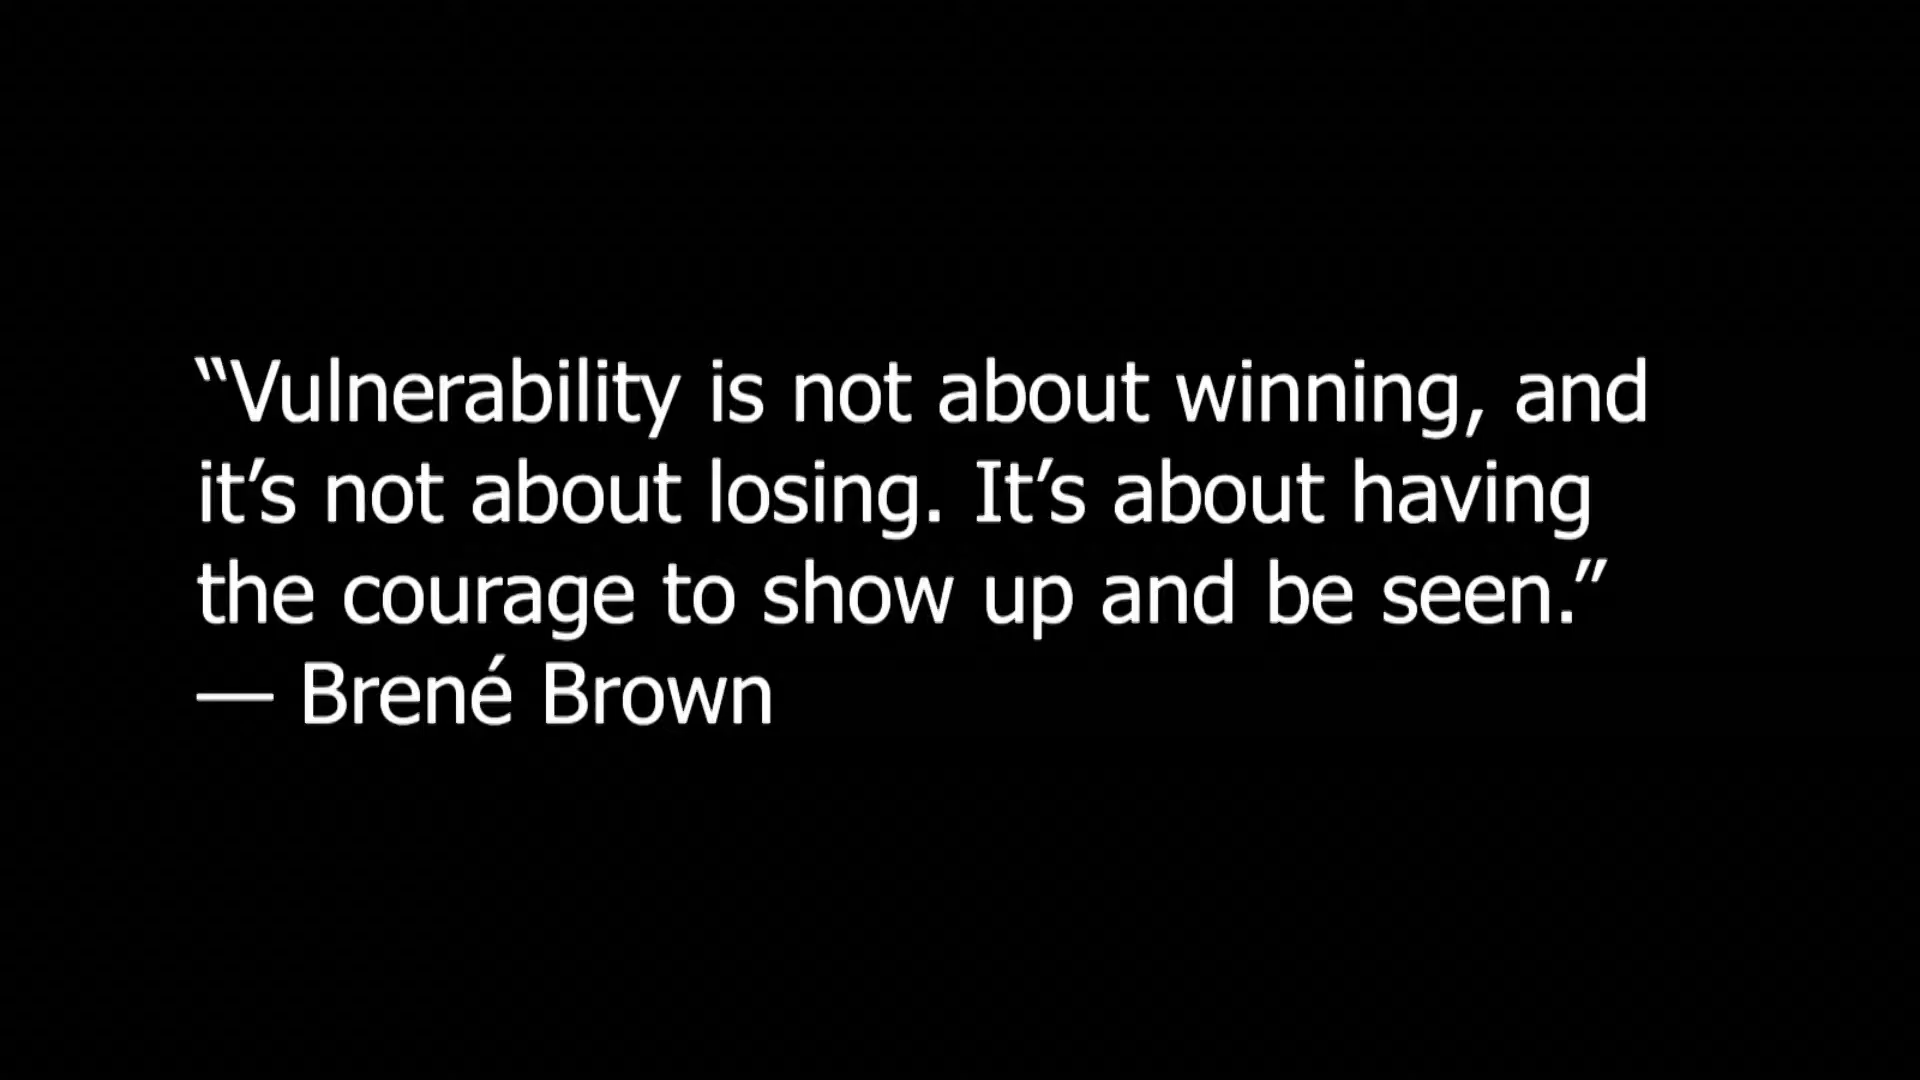 “Vulnerability is not about winning, and
it’s not about losing. It’s about having
the courage to show up and be seen.”
— Brené Brown